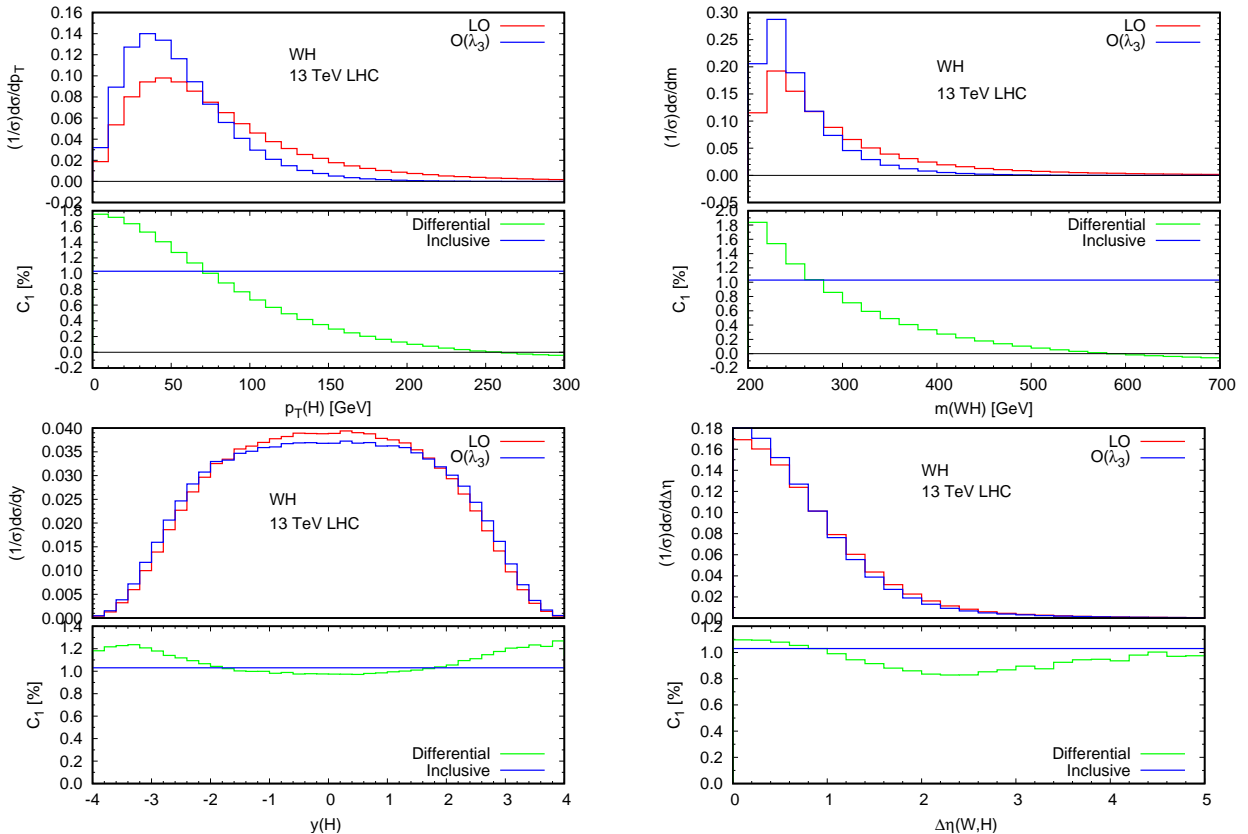 LO
O(λ₃)
WH
13 TeV LHC
(1/σ)dσ/dp_T
0.16
0.14
0.12
0.10
0.08
0.06
0.04
0.02
0.00
-0.02
Differential
Inclusive
C₁ [%]
1.8
1.6
1.4
1.2
1.0
0.8
0.6
0.4
0.2
0.0
-0.2
0 50 100 150 200 250 300
p_T(H) [GeV]
LO
O(λ₃)
WH
13 TeV LHC
(1/σ)dσ/dm
0.30
0.25
0.20
0.15
0.10
0.05
0.00
-0.05
Differential
Inclusive
C₁ [%]
2.0
1.8
1.6
1.4
1.2
1.0
0.8
0.6
0.4
0.2
0.0
-0.2
200 300 400 500 600 700
m(WH) [GeV]
LO
O(λ₃)
WH
13 TeV LHC
(1/σ)dσ/dy
0.040
0.035
0.030
0.025
0.020
0.015
0.010
0.005
0.000
C₁ [%]
1.4
1.2
1.0
0.8
0.6
0.4
0.2
0.0
Differential
Inclusive
-4 -3 -2 -1 0 1 2 3 4
y(H)
LO
O(λ₃)
WH
13 TeV LHC
(1/σ)dσ/dΔη
0.18
0.16
0.14
0.12
0.10
0.08
0.06
0.04
0.02
0.00
C₁ [%]
1.2
1.0
0.8
0.6
0.4
0.2
0.0
Differential
Inclusive
0 1 2 3 4 5
Δη(W,H)